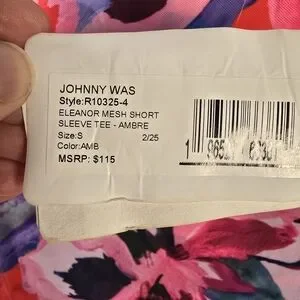 JOHNNY WAS
Style:R10325-4
ELEANOR MESH SHORT
SLEEVE TEE - AMBRE
Size:S 2/25
Color:AMB
MSRP: $115